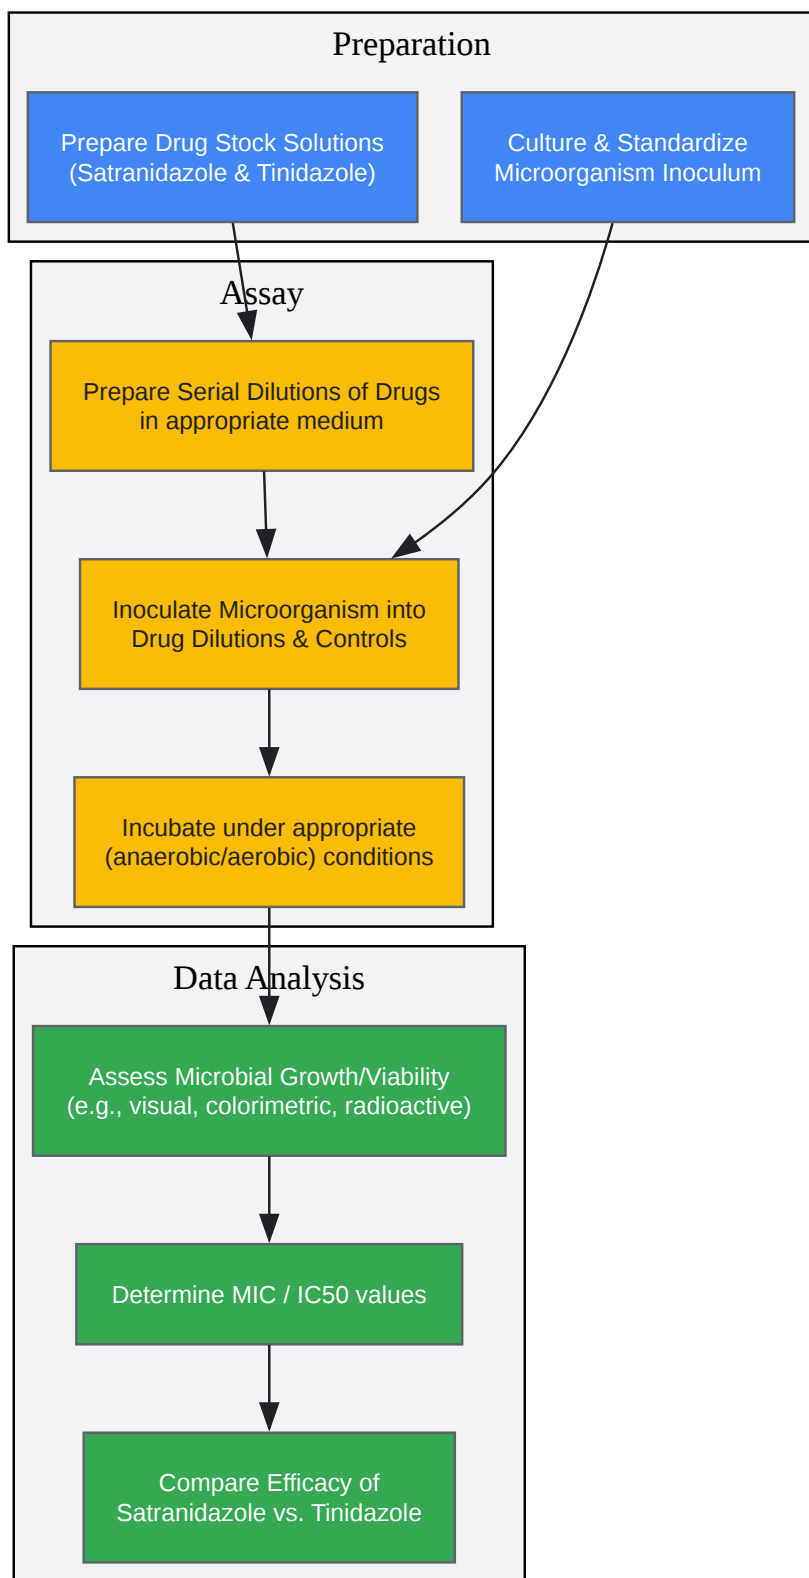 Preparation
Prepare Drug Stock Solutions
(Satranidazole & Tinidazole)
Culture & Standardize
Microorganism Inoculum
Assay
Prepare Serial Dilutions of Drugs
in appropriate medium
Inoculate Microorganism into
Drug Dilutions & Controls
Incubate under appropriate
(anaerobic/aerobic) conditions
Data Analysis
Assess Microbial Growth/Viability
(e.g., visual, colorimetric, radioactive)
Determine MIC / IC50 values
Compare Efficacy of
Satranidazole vs. Tinidazole